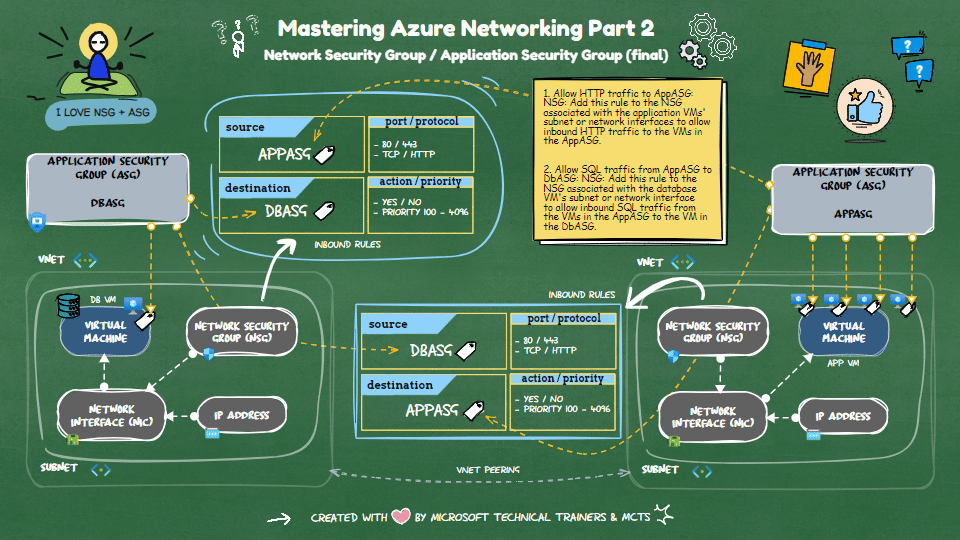 Mastering Azure Networking Part 2
Network Security Group / Application Security Group (final)
I LOVE NSG + ASG
APPLICATION SECURITY
GROUP (ASG)
DBASG
source
APPASG
port / protocol
- 80 / 443
- TCP / HTTP
destination
DBASG
action/priority
- YES / NO
- PRIORITY 100 - 4096
INBOUND RULES
1. Allow HTTP traffic to AppASG:
NSG: Add this rule to the NSG
associated with the application VMs'
subnet or network interfaces to allow
inbound HTTP traffic to the VMs in
the AppASG.
2. Allow SQL traffic from AppASG to
DbASG: NSG: Add this rule to the
NSG associated with the database
VM's subnet or network interface
to allow inbound SQL traffic from
the VMs in the AppASG to the VM in
the DbASG.
APPLICATION SECURITY
GROUP (ASG)
APPASG
VNET
DB VM
VIRTUAL
MACHINE
NETWORK SECURITY
GROUP (NSG)
NETWORK
INTERFACE (NIC)
IP ADDRESS
SUBNET
INBOUND RULES
source
DBASG
port / protocol
- 80 / 443
- TCP / HTTP
destination
APPASG
action/priority
- YES / NO
- PRIORITY 100 - 4096
VNET
NETWORK SECURITY
GROUP (NSG)
VIRTUAL
MACHINE
APP VM
NETWORK
INTERFACE (NIC)
IP ADDRESS
SUBNET
VNET PEERING
CREATED WITH BY MICROSOFT TECHNICAL TRAINERS & MCTS